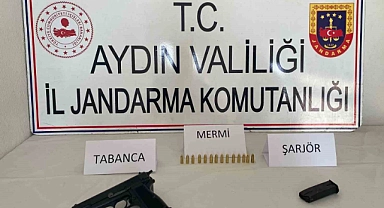 T.C.
AYDIN VALİLİĞİ
İL JANDARMA KOMUTANLIĞI
MERMİ
TABANCA
ŞARJÖR